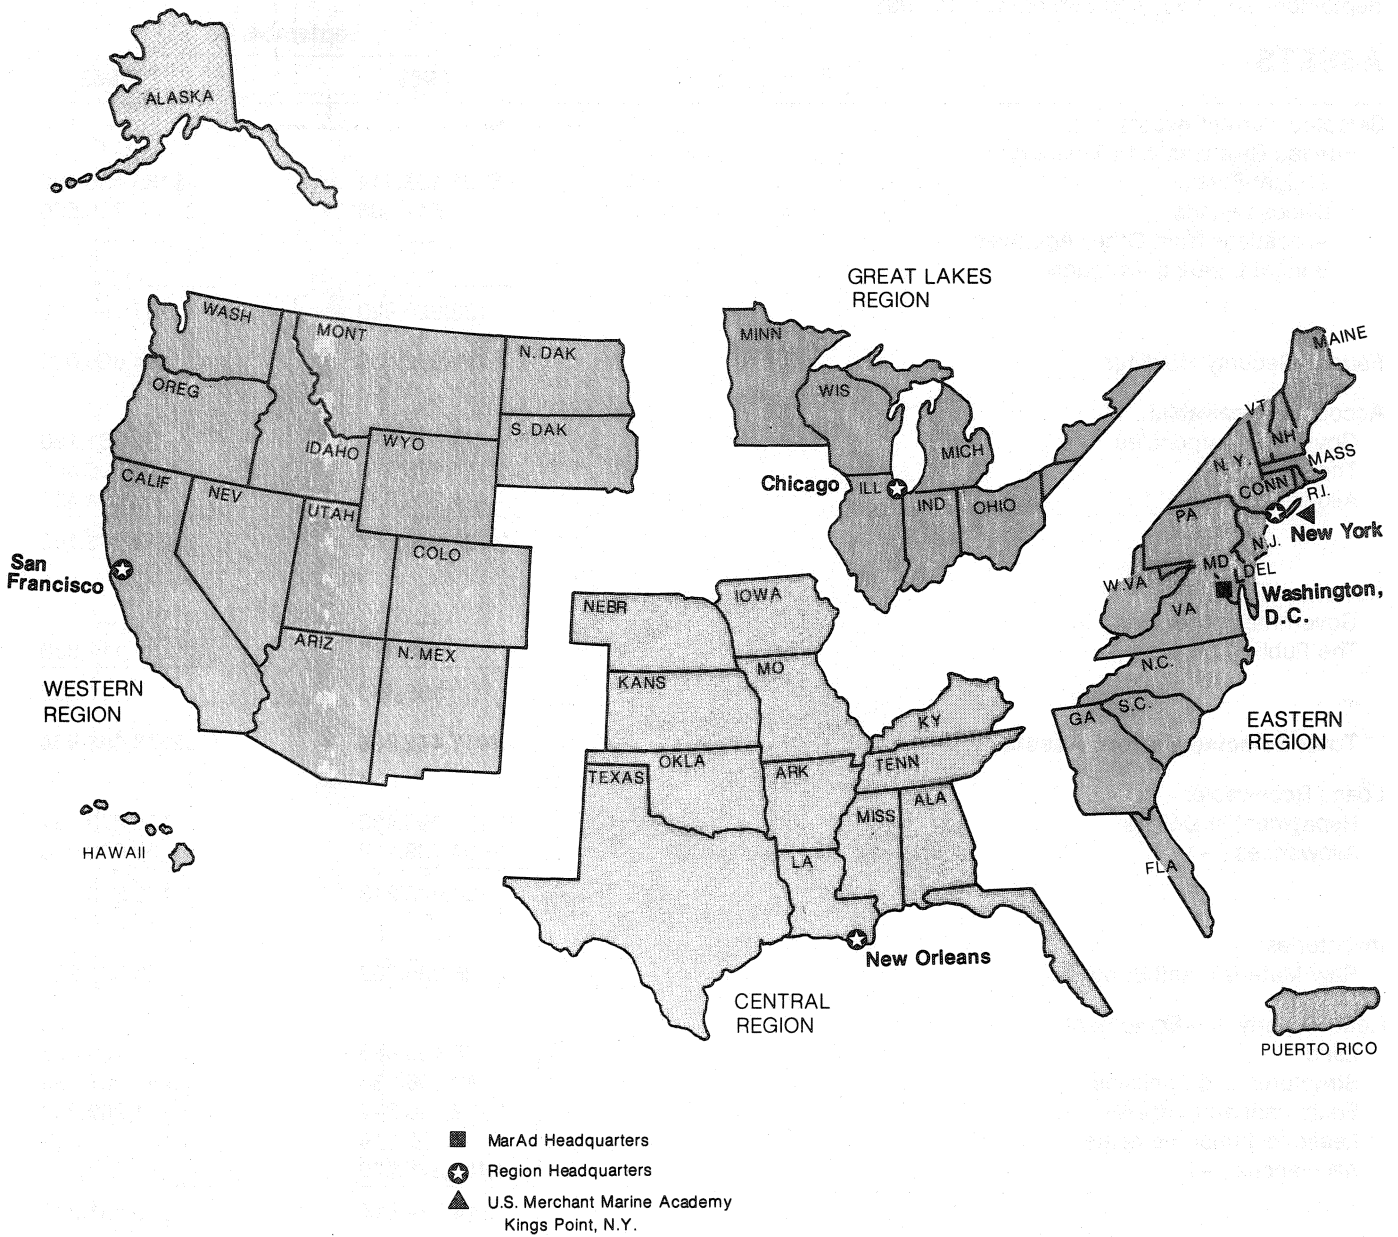 ALASKA
GREAT LAKES
REGION
WASH
MONT
N. DAK
MINN
MAINE
OREG
WIS
S. DAK
VT.
IDAHO
WYO
MICH
NH
MASS
N.Y.
CALIF
NEV
Chicago
ILL
CONN
R.I.
UTAH
IND
OHIO
PA
New York
COLO
N.J.
San
Francisco
MD
DEL
W.VA
Washington,
D.C.
NEBR
IOWA
VA
ARIZ
N. MEX
MO
N.C.
KANS
WESTERN
REGION
S.C.
GA
KY
EASTERN
REGION
OKLA
TENN
TEXAS
ARK
ALA
MISS
HAWAII
LA
FLA
New Orleans
CENTRAL
REGION
PUERTO RICO
MarAd Headquarters
Region Headquarters
U.S. Merchant Marine Academy
Kings Point, N.Y.